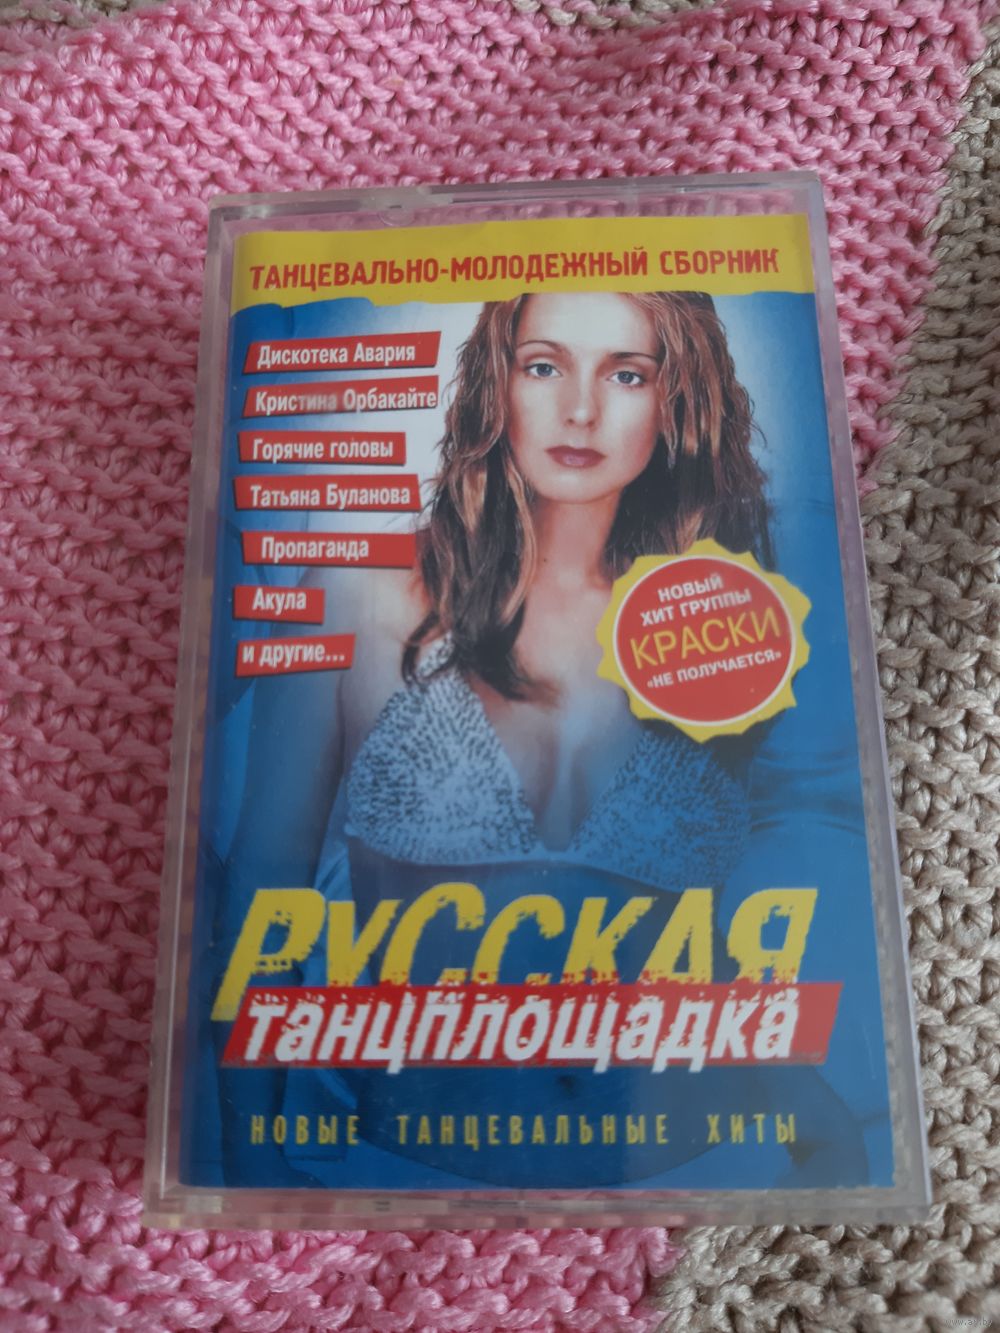 ТАНЦЕВАЛЬНО-МОЛОДЕЖНЫЙ СБОРНИК
Дискотека Авария
Кристина Орбакайте
Горячие головы
Татьяна Буланова
Пропаганда
Акула
и другие...
НОВЫЙ
ХИТ ГРУППЫ
КРАСКИ
«НЕ ПОЛУЧАЕТСЯ»
РУССКАЯ
танцплощадка
НОВЫЕ ТАНЦЕВАЛЬНЫЕ ХИТЫ